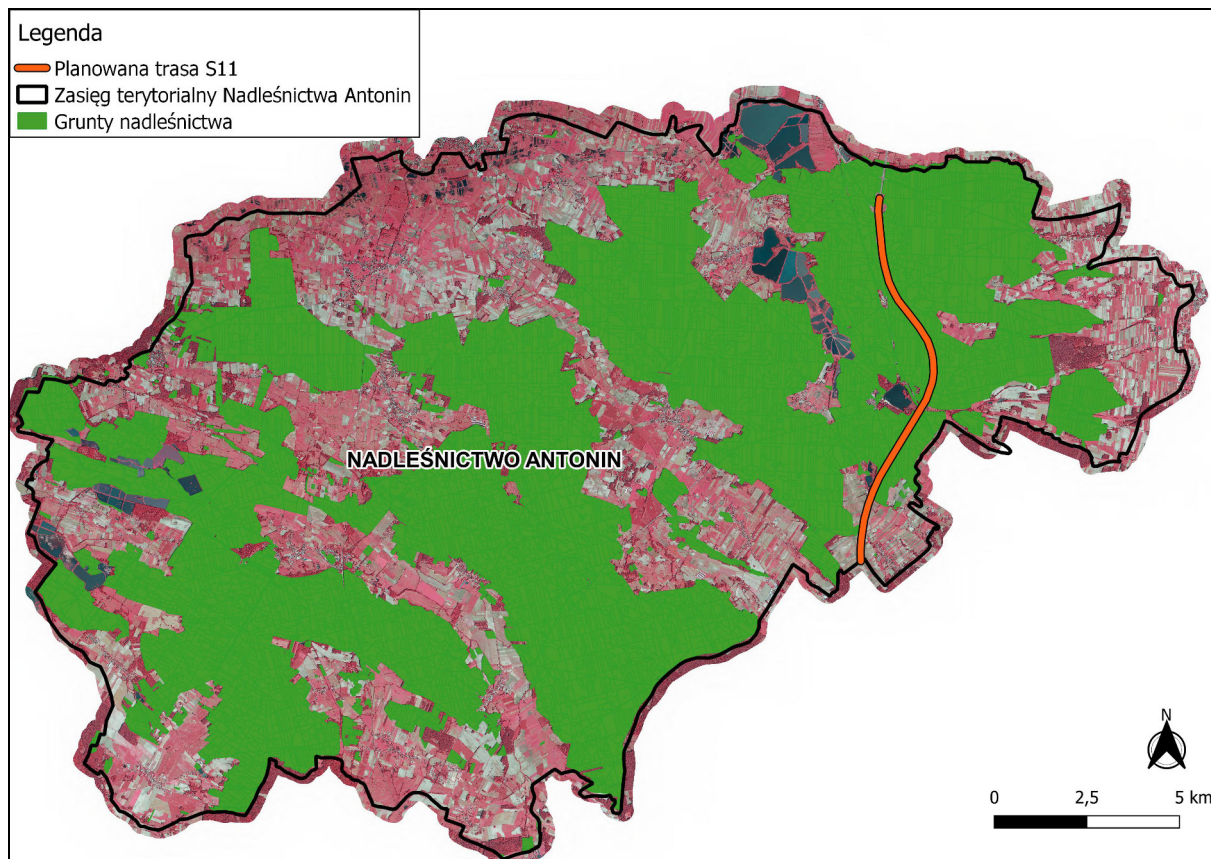 Legenda
Planowana trasa S11
Zasięg terytorialny Nadleśnictwa Antonin
Grunty nadleśnictwa
NADLEŚNICTWO ANTONIN
N
0 2,5 5 km